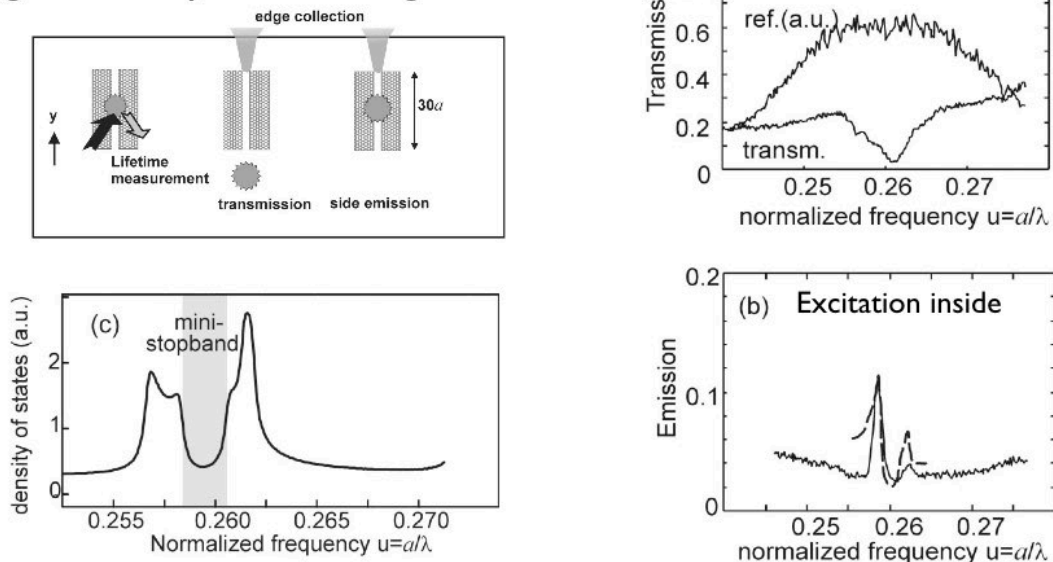 edge collection
y
30a
Lifetime
measurement
transmission
side emission
Transmiss
0.6
ref.(a.u.)
0.4
0.2
transm.
0
0.25
0.26
0.27
normalized frequency u=a/λ
density of states (a.u.)
(c)
mini-
stopband
2
1
0
0.255
0.260
0.265
0.270
Normalized frequency u=a/λ
Emission
0.2
(b) Excitation inside
0.1
0
0.25
0.26
0.27
normalized frequency u=a/λ